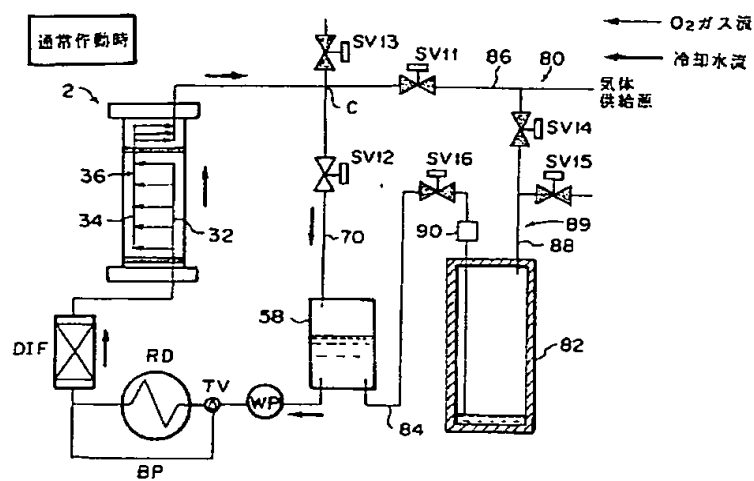 通常作動時
O₂ガス流
冷却水流
SV13
SV11
86
80
気体
供給源
2
C
SV14
SV12
SV16
SV15
36
34
32
70
90
89
88
58
82
DIF
RD
TV
WP
84
BP